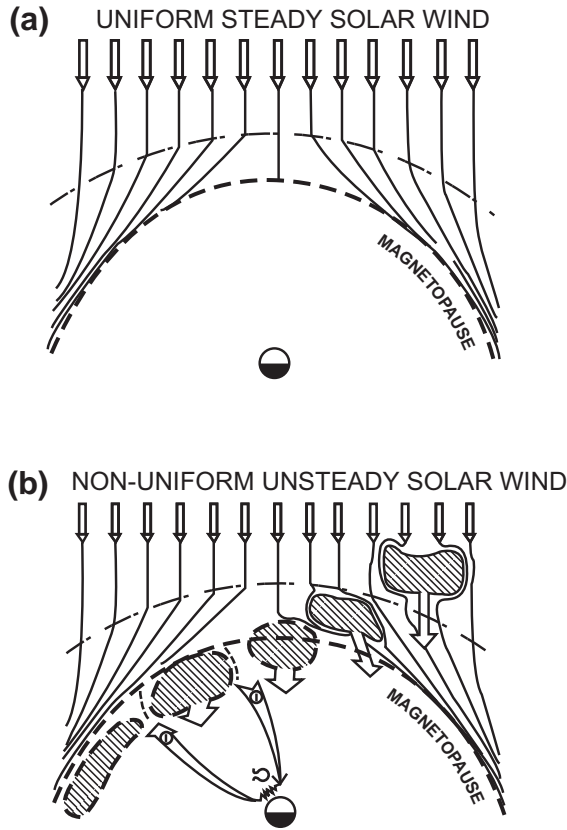 (a) UNIFORM STEADY SOLAR WIND
MAGNETOPAUSE
(b) NON-UNIFORM UNSTEADY SOLAR WIND
MAGNETOPAUSE
I
I
Ω